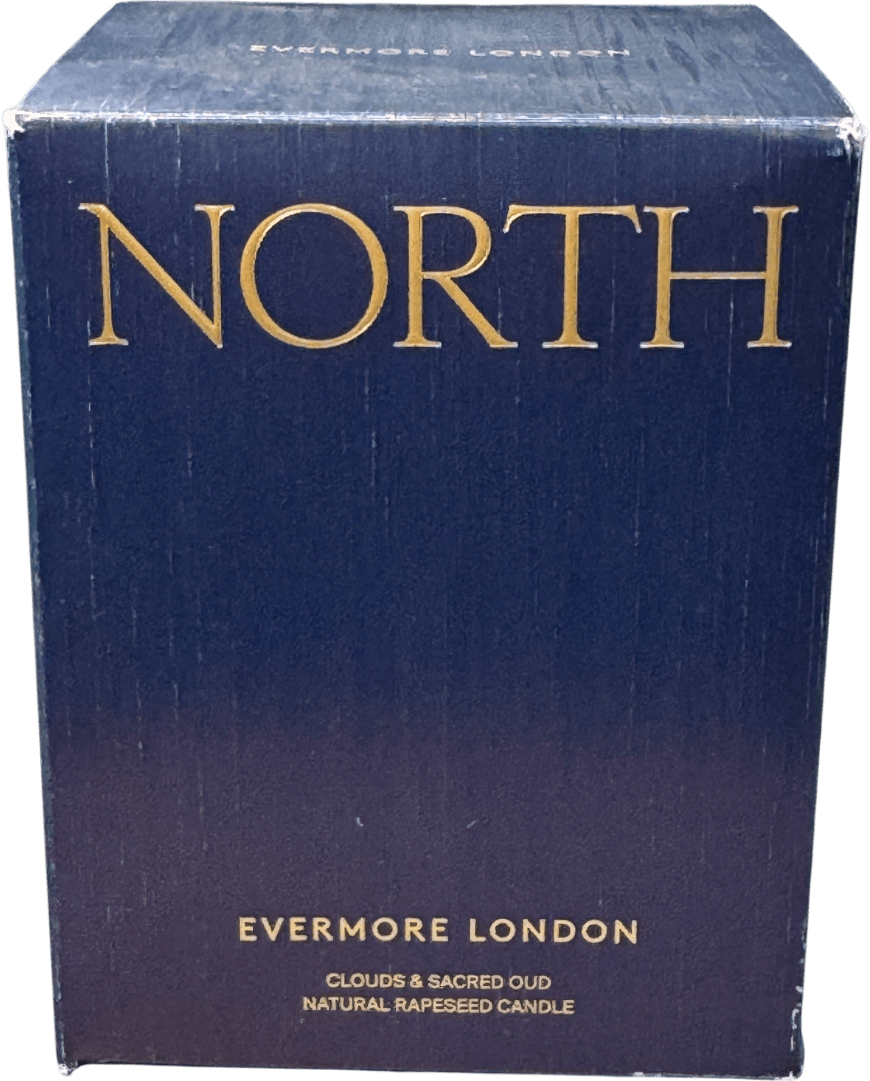 EVERMORE LONDON
NORTH
EVERMORE LONDON
CLOUDS & SACRED OUD
NATURAL RAPESEED CANDLE